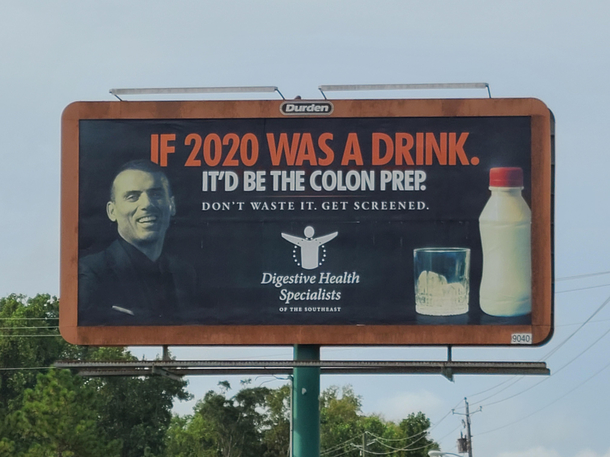 Durden
IF 2020 WAS A DRINK.
IT'D BE THE COLON PREP.
DON'T WASTE IT. GET SCREENED.
Digestive Health
Specialists
OF THE SOUTHEAST
9040